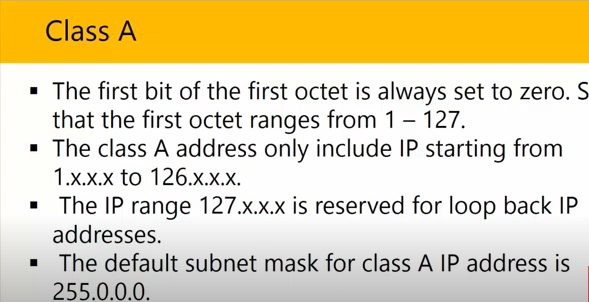 Class A
▪ The first bit of the first octet is always set to zero. S
that the first octet ranges from 1 – 127.
▪ The class A address only include IP starting from
1.x.x.x to 126.x.x.x.
▪ The IP range 127.x.x.x is reserved for loop back IP
addresses.
▪ The default subnet mask for class A IP address is
255.0.0.0.